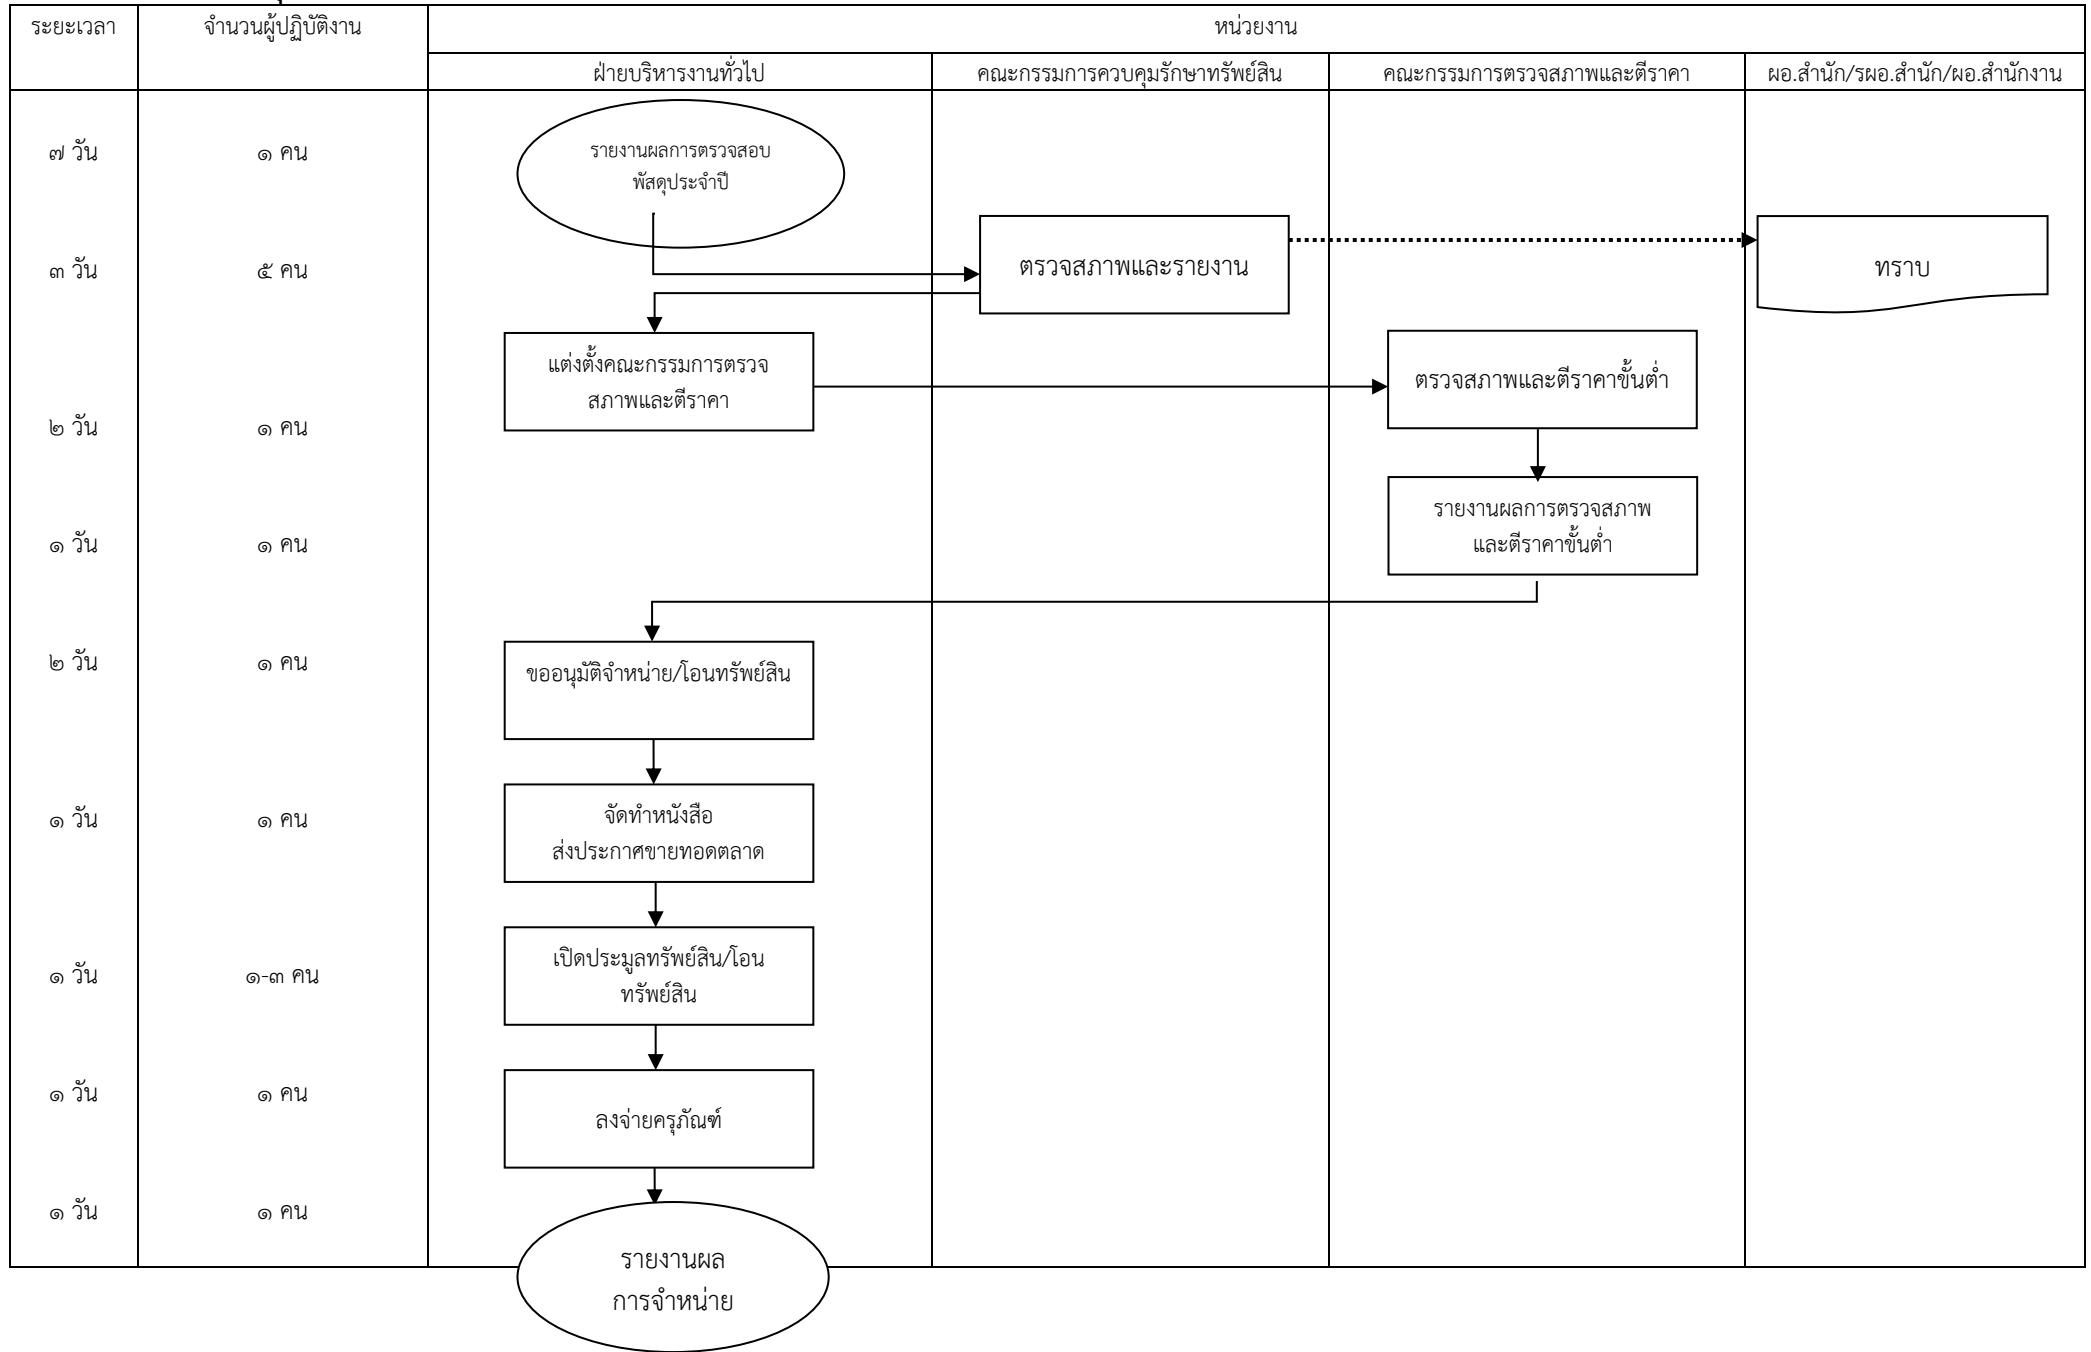 ระยะเวลา
จำนวนผู้ปฏิบัติงาน
หน่วยงาน
ฝ่ายบริหารงานทั่วไป
คณะกรรมการควบคุมรักษาทรัพย์สิน
คณะกรรมการตรวจสภาพและตีราคา
ผอ.สำนัก/รผอ.สำนัก/ผอ.สำนักงาน
๗ วัน
๑ คน
รายงานผลการตรวจสอบ
พัสดุประจำปี
๓ วัน
๕ คน
ตรวจสภาพและรายงาน
ทราบ
แต่งตั้งคณะกรรมการตรวจ
สภาพและตีราคา
ตรวจสภาพและตีราคาขั้นต่ำ
๒ วัน
๑ คน
รายงานผลการตรวจสภาพ
และตีราคาขั้นต่ำ
๑ วัน
๑ คน
๒ วัน
๑ คน
ขออนุมัติจำหน่าย/โอนทรัพย์สิน
๑ วัน
๑ คน
จัดทำหนังสือ
ส่งประกาศขายทอดตลาด
๑ วัน
๑-๓ คน
เปิดประมูลทรัพย์สิน/โอน
ทรัพย์สิน
๑ วัน
๑ คน
ลงจ่ายครุภัณฑ์
๑ วัน
๑ คน
รายงานผล
การจำหน่าย